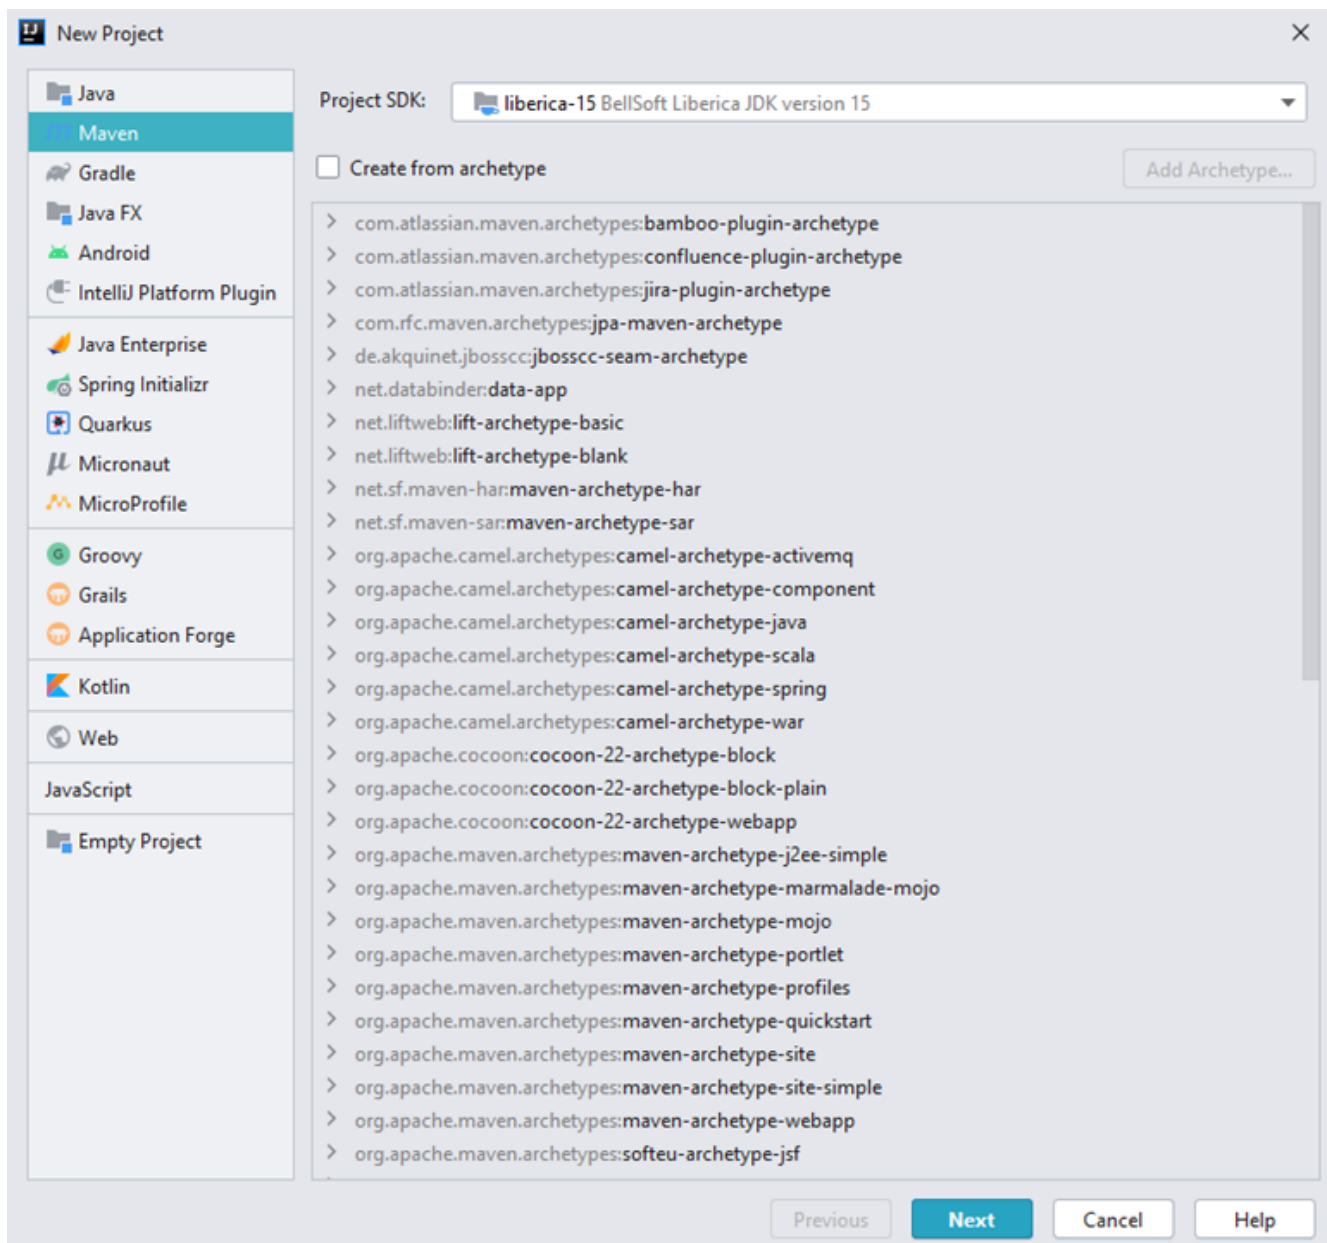 New Project
Java
Maven
Gradle
Java FX
Android
IntelliJ Platform Plugin
Java Enterprise
Spring Initializr
Quarkus
Micronaut
MicroProfile
Groovy
Grails
Application Forge
Kotlin
Web
JavaScript
Empty Project
Project SDK: liberica-15 BellSoft Liberica JDK version 15
Create from archetype
Add Archetype...
com.atlassian.maven.archetypes:bamboo-plugin-archetype
com.atlassian.maven.archetypes:confluence-plugin-archetype
com.atlassian.maven.archetypes:jira-plugin-archetype
com.rfc.maven.archetypes:jpa-maven-archetype
de.akquinet.jbosscc:jbosscc-seam-archetype
net.databinder:data-app
net.liftweb:lift-archetype-basic
net.liftweb:lift-archetype-blank
net.sf.maven-har:maven-archetype-har
net.sf.maven-sar:maven-archetype-sar
org.apache.camel.archetypes:camel-archetype-activemq
org.apache.camel.archetypes:camel-archetype-component
org.apache.camel.archetypes:camel-archetype-java
org.apache.camel.archetypes:camel-archetype-scala
org.apache.camel.archetypes:camel-archetype-spring
org.apache.camel.archetypes:camel-archetype-war
org.apache.cocoon:cocoon-22-archetype-block
org.apache.cocoon:cocoon-22-archetype-block-plain
org.apache.cocoon:cocoon-22-archetype-webapp
org.apache.maven.archetypes:maven-archetype-j2ee-simple
org.apache.maven.archetypes:maven-archetype-marmalade-mojo
org.apache.maven.archetypes:maven-archetype-mojo
org.apache.maven.archetypes:maven-archetype-portlet
org.apache.maven.archetypes:maven-archetype-profiles
org.apache.maven.archetypes:maven-archetype-quickstart
org.apache.maven.archetypes:maven-archetype-site
org.apache.maven.archetypes:maven-archetype-site-simple
org.apache.maven.archetypes:maven-archetype-webapp
org.apache.maven.archetypes:softeu-archetype-jsf
Previous
Next
Cancel
Help